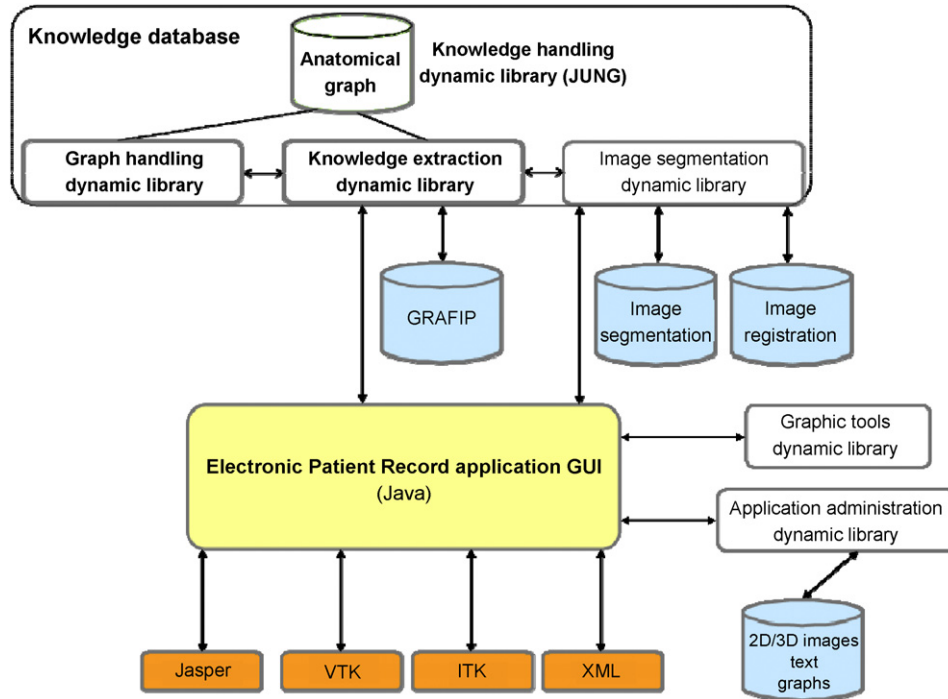 Knowledge database
Anatomical
graph
Knowledge handling
dynamic library (JUNG)
Graph handling
dynamic library
Knowledge extraction
dynamic library
Image segmentation
dynamic library
GRAFIP
Image
segmentation
Image
registration
Electronic Patient Record application GUI
(Java)
Graphic tools
dynamic library
Application administration
dynamic library
2D/3D images
text
graphs
Jasper
VTK
ITK
XML